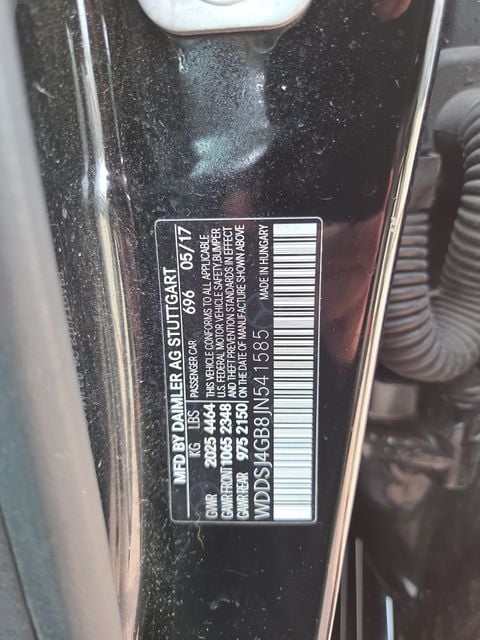 MFD BY DAIMLER AG STUTTGART
PASSENGER CAR 696 05/17
KG LBS
GVWR 2025 4464
GAWR FRONT 1065 2348
GAWR REAR 975 2150
THIS VEHICLE CONFORMS TO ALL APPLICABLE
U.S. FEDERAL MOTOR VEHICLE SAFETY,BUMPER
AND THEFT PREVENTION STANDARDS IN EFFECT
ON THE DATE OF MANUFACTURE SHOWN ABOVE
WDDSJ4GB8JN541585
MADE IN HUNGARY